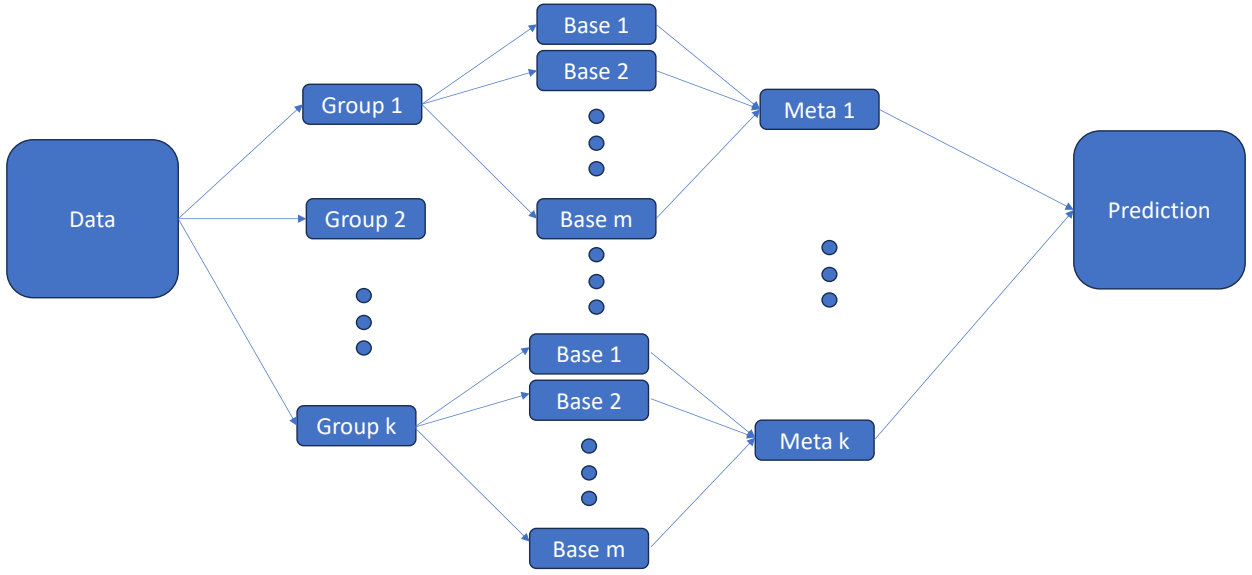 Data
Group 1
Group 2
Group k
Base 1
Base 2
Base m
Base 1
Base 2
Base m
Meta 1
Meta k
Prediction